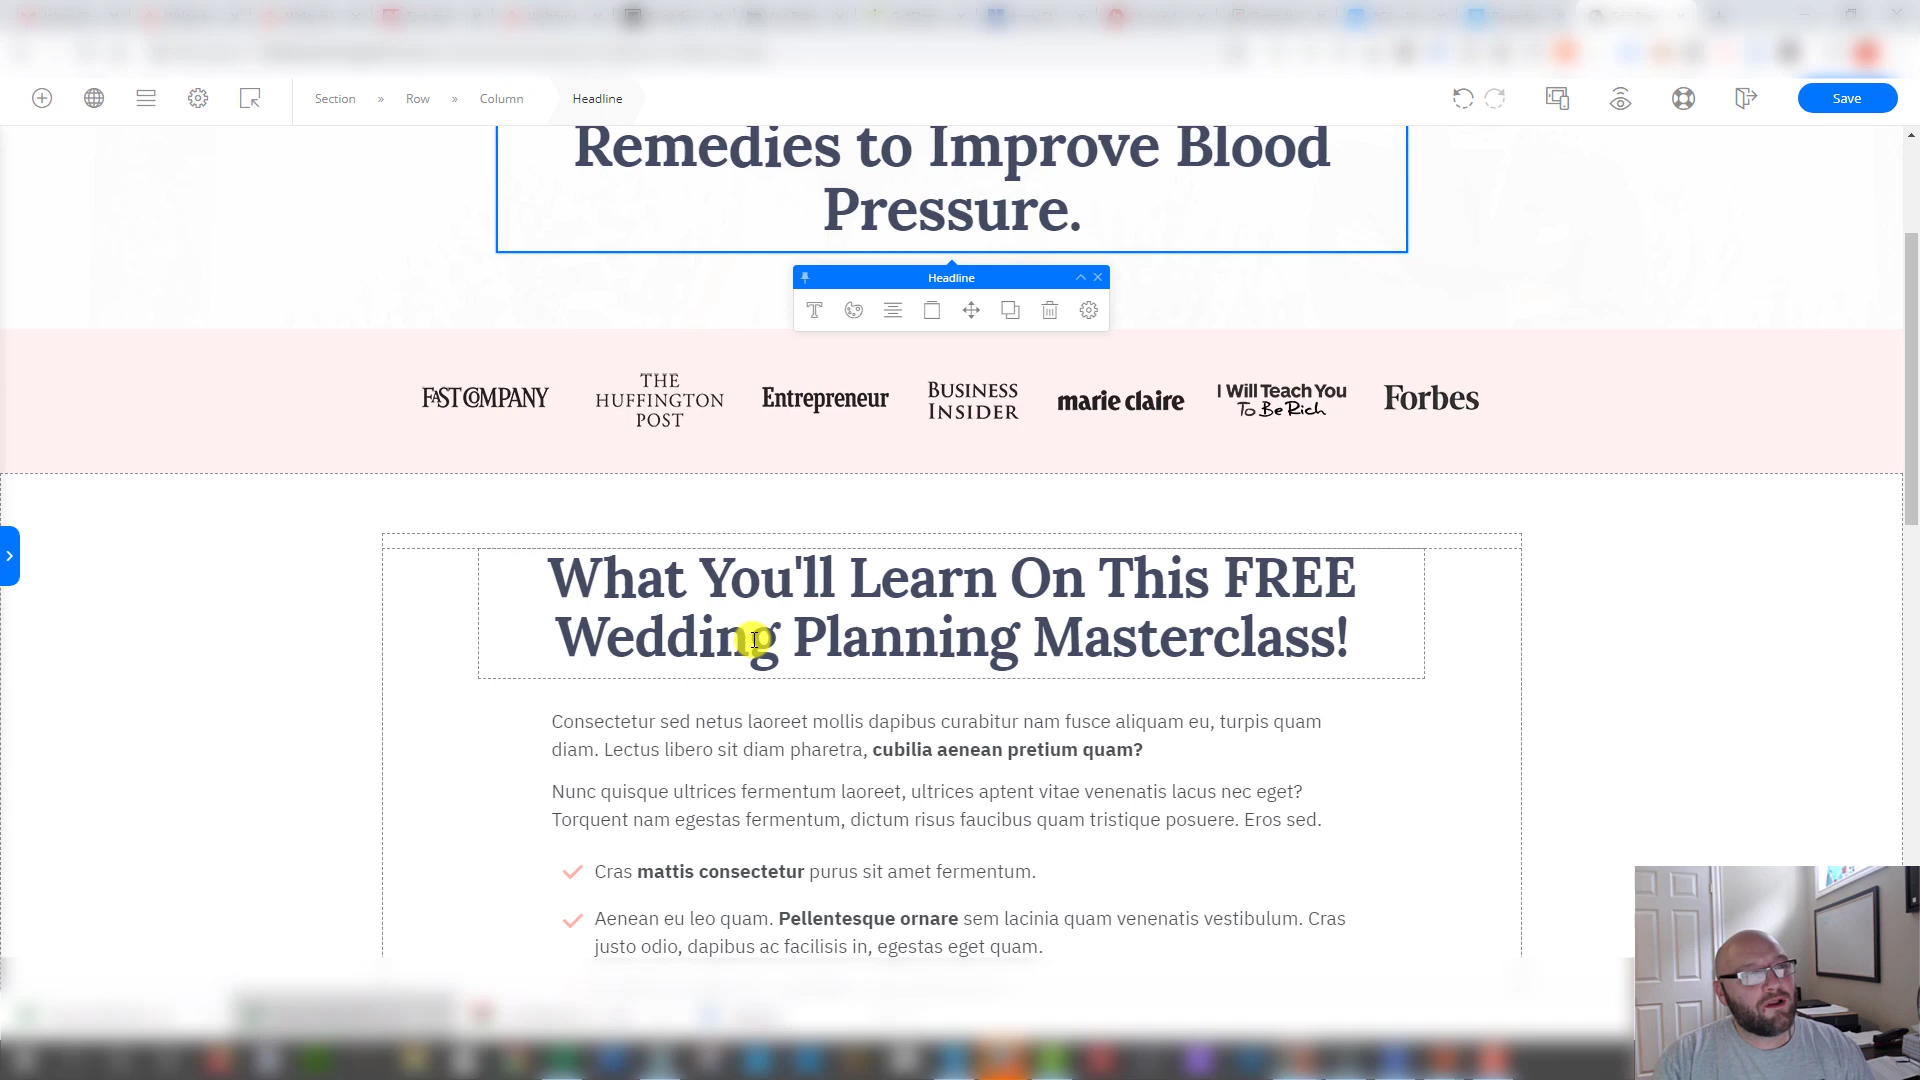 Section » Row » Column Headline
Save
Remedies to Improve Blood
Pressure.
Headline
FAST COMPANY
THE
HUFFINGTON
POST
Entrepreneur
BUSINESS
INSIDER
marie claire
I Will Teach You
To Be Rich
Forbes
What You'll Learn On This FREE
Wedding Planning Masterclass!
Consectetur sed netus laoreet mollis dapibus curabitur nam fusce aliquam eu, turpis quam
diam. Lectus libero sit diam pharetra, cubilia aenean pretium quam?
Nunc quisque ultrices fermentum laoreet, ultrices aptent vitae venenatis lacus nec eget?
Torquent nam egestas fermentum, dictum risus faucibus quam tristique posuere. Eros sed.
Cras mattis consectetur purus sit amet fermentum.
Aenean eu leo quam. Pellentesque ornare sem lacinia quam venenatis vestibulum. Cras
justo odio, dapibus ac facilisis in, egestas eget quam.